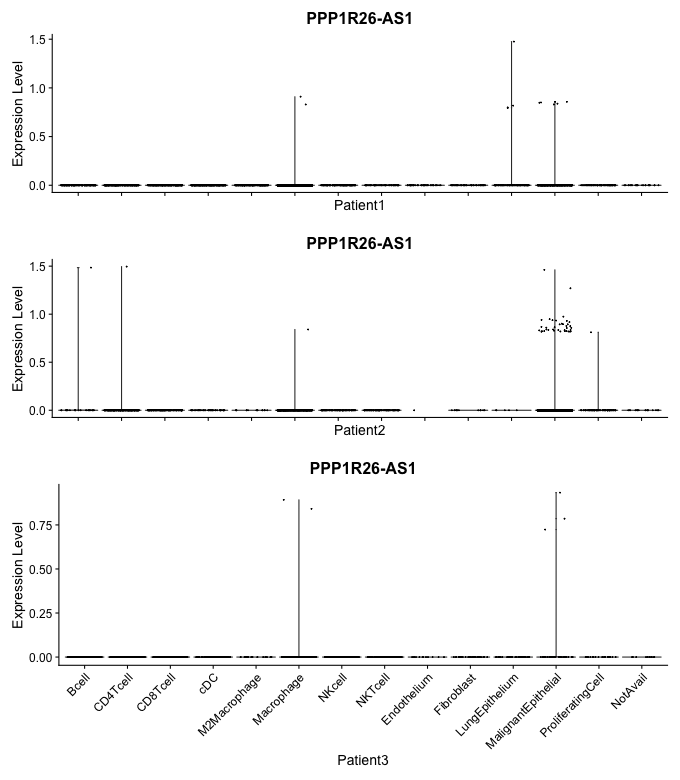 PPP1R26-AS1
Expression Level
1.5
1.0
0.5
0.0
Patient1
PPP1R26-AS1
Expression Level
1.5
1.0
0.5
0.0
Patient2
PPP1R26-AS1
Expression Level
0.75
0.50
0.25
0.00
Bcell
CD4Tcell
CD8Tcell
cDC
M2Macrophage
Macrophage
NKcell
NKTcell
Endothelium
Fibroblast
LungEpithelium
MalignantEpithelial
ProliferatingCell
NotAvail
Patient3